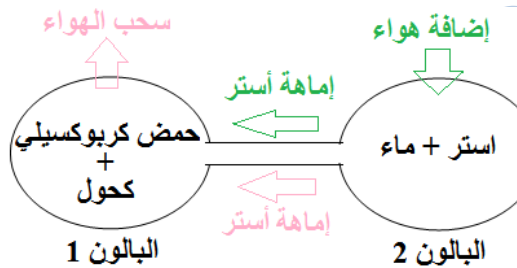 سحب الهواء
إضافة هواء
إماهة أستر
حمض كربوكسيلي
+
كحول
استر + ماء
إماهة أستر
البالون 1
البالون 2